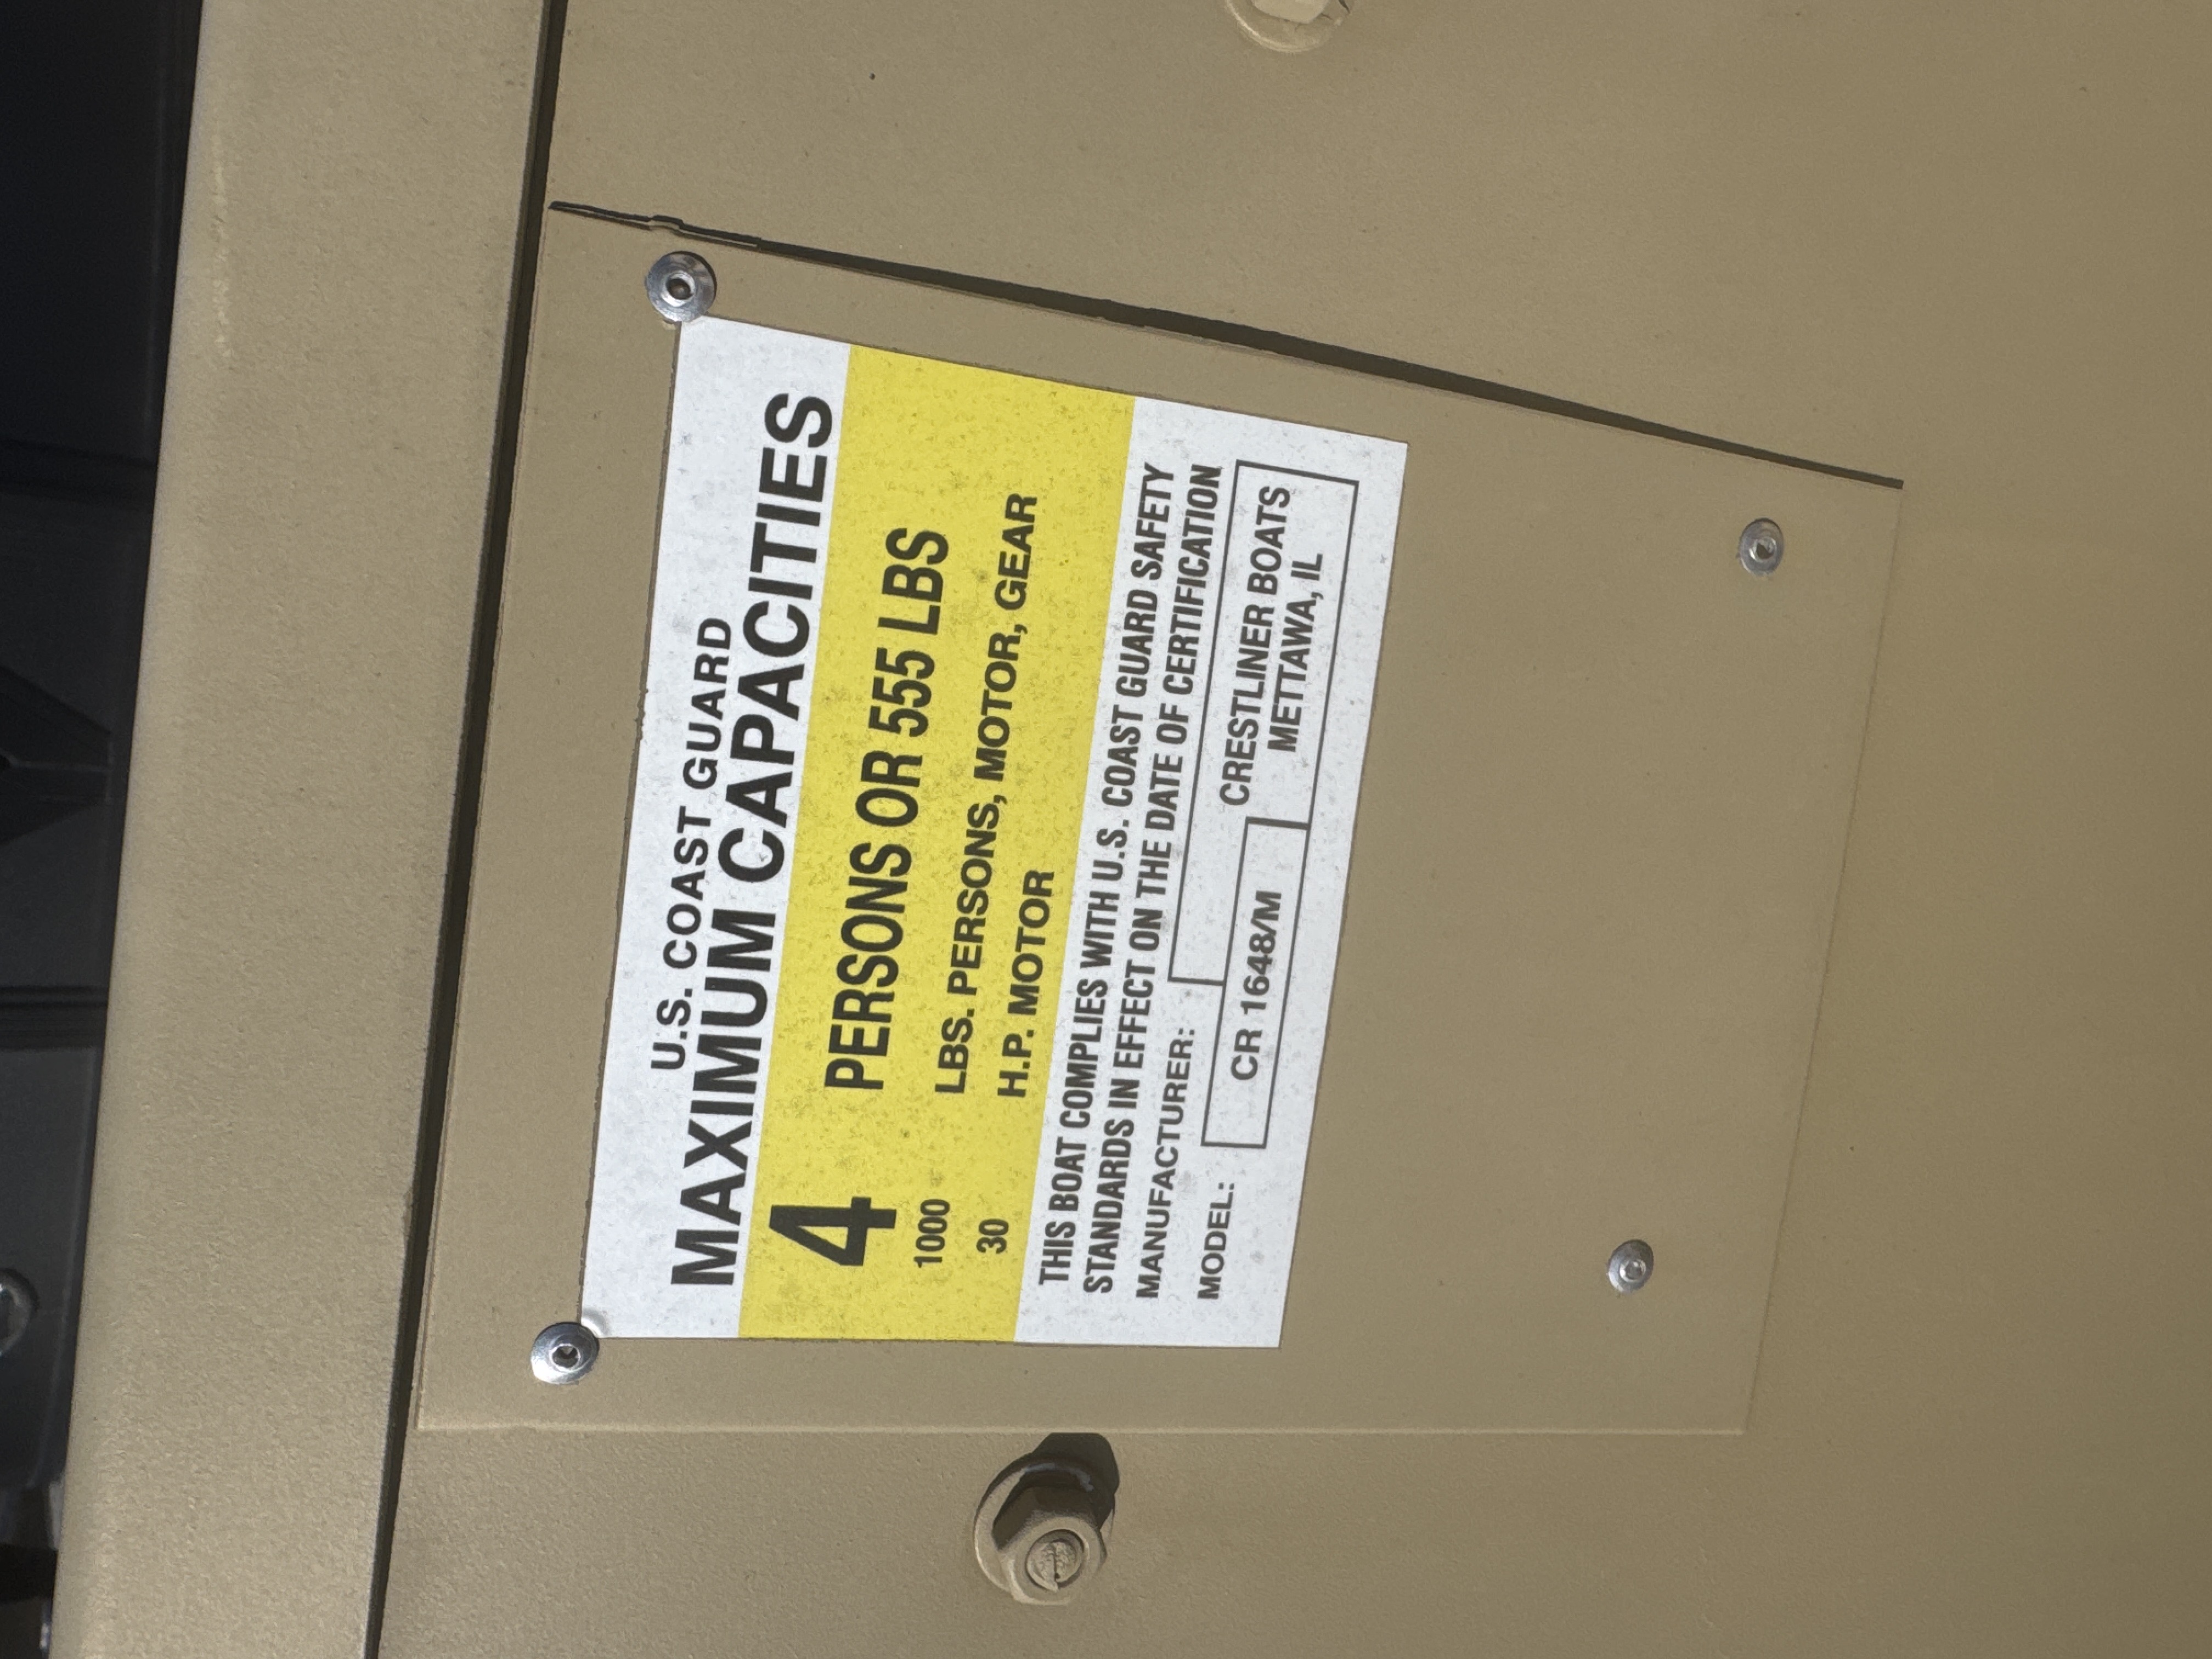 U.S. COAST GUARD
MAXIMUM CAPACITIES
4 PERSONS OR 555 LBS
1000 LBS. PERSONS, MOTOR, GEAR
30 H.P. MOTOR
THIS BOAT COMPLIES WITH U.S. COAST GUARD SAFETY
STANDARDS IN EFFECT ON THE DATE OF CERTIFICATION
MANUFACTURER: CRESTLINER BOATS
METTAWA, IL
MODEL: CR 1648/M